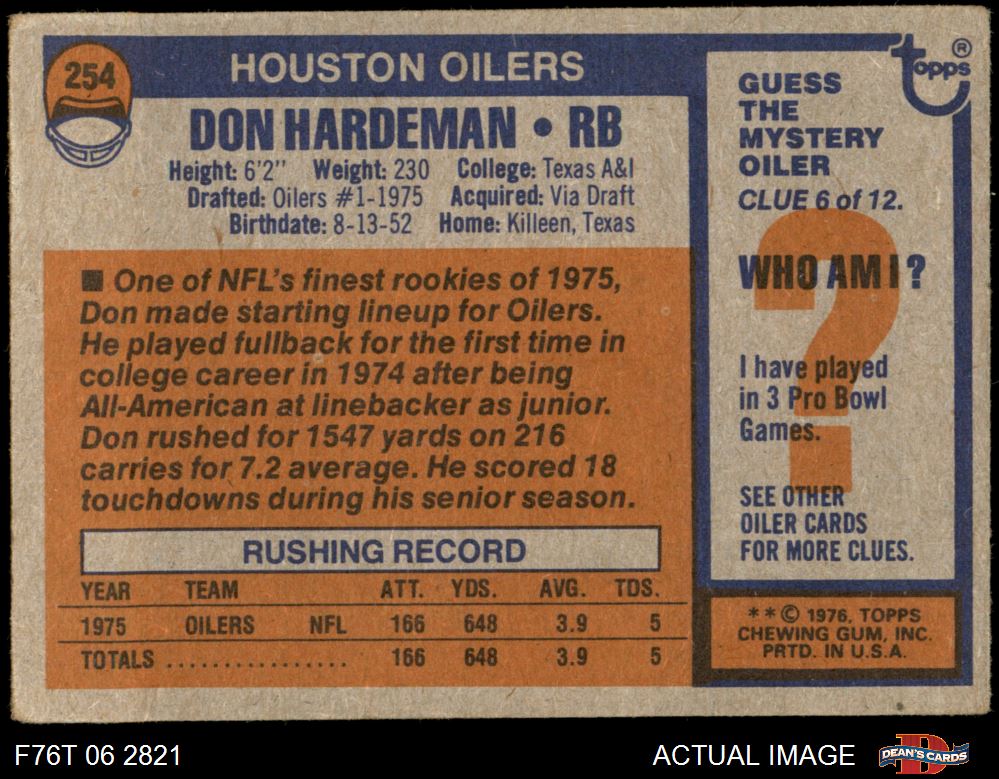 254
HOUSTON OILERS
DON HARDEMAN • RB
Height: 6'2" Weight: 230 College: Texas A&I
Drafted: Oilers #1-1975 Acquired: Via Draft
Birthdate: 8-13-52 Home: Killeen, Texas
■ One of NFL's finest rookies of 1975,
Don made starting lineup for Oilers.
He played fullback for the first time in
college career in 1974 after being
All-American at linebacker as junior.
Don rushed for 1547 yards on 216
carries for 7.2 average. He scored 18
touchdowns during his senior season.
RUSHING RECORD
YEAR TEAM ATT. YDS. AVG. TDS.
1975 OILERS NFL 166 648 3.9 5
TOTALS ................. 166 648 3.9 5
topps ®
GUESS
THE
MYSTERY
OILER
CLUE 6 of 12.
?
WHO AM I?
I have played
in 3 Pro Bowl
Games.
SEE OTHER
OILER CARDS
FOR MORE CLUES.
**© 1976, TOPPS
CHEWING GUM, INC.
PRTD. IN U.S.A.
F76T 06 2821
ACTUAL IMAGE
D
DEAN'S CARDS